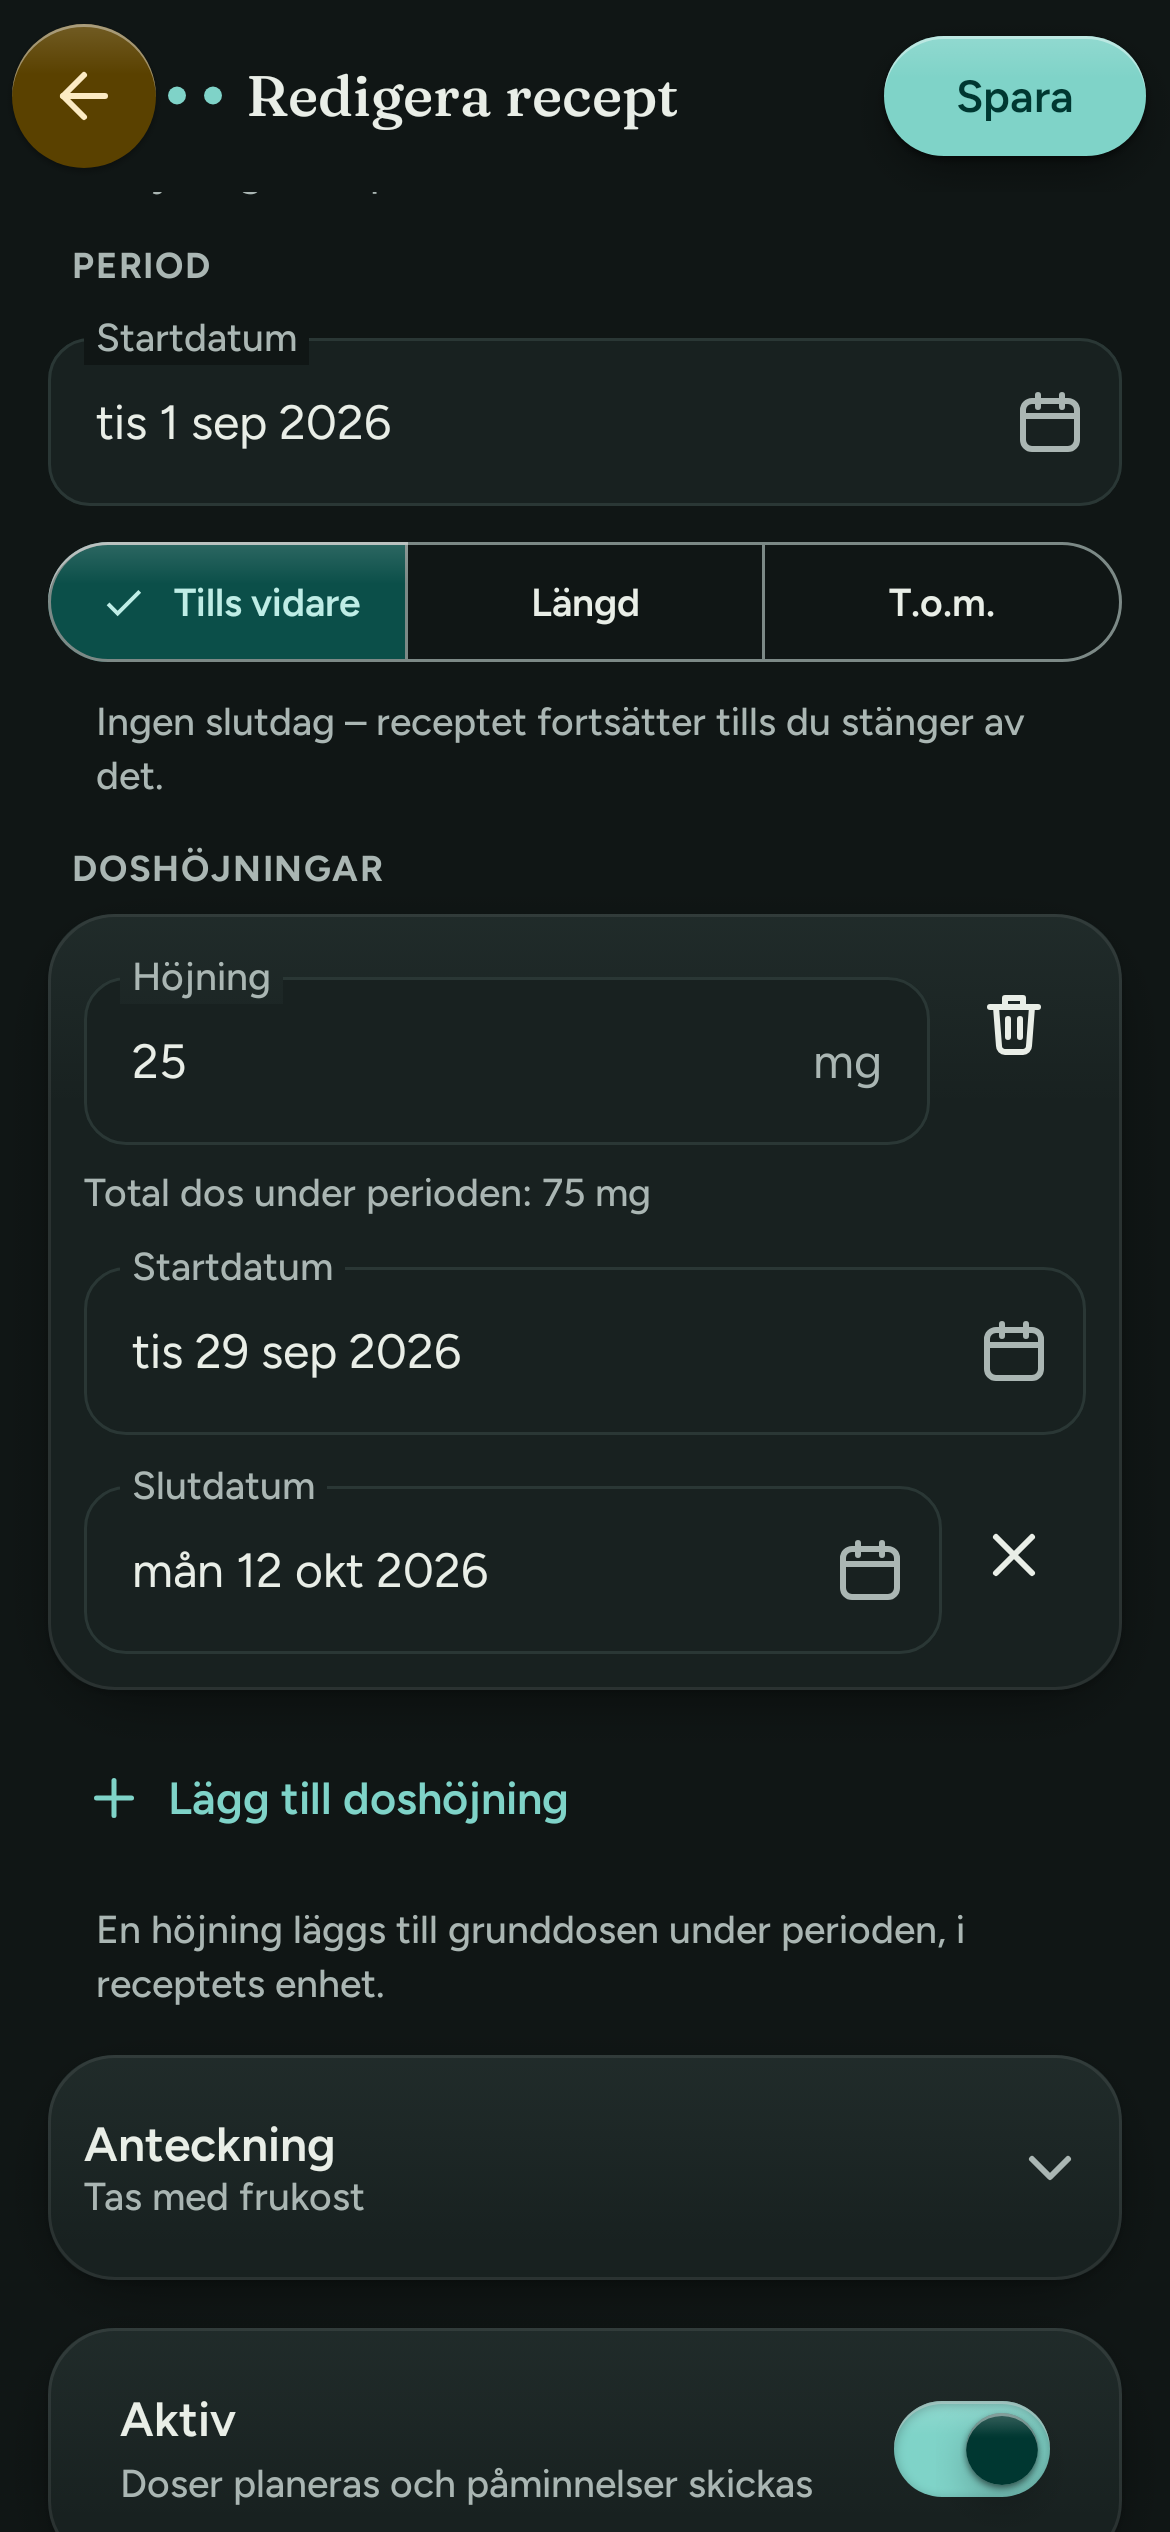 Redigera recept
Spara
PERIOD
Startdatum
tis 1 sep 2026
Tills vidare
Längd
T.o.m.
Ingen slutdag – receptet fortsätter tills du stänger av
det.
DOSHÖJNINGAR
Höjning
25
mg
Total dos under perioden: 75 mg
Startdatum
tis 29 sep 2026
Slutdatum
mån 12 okt 2026
Lägg till doshöjning
En höjning läggs till grunddosen under perioden, i
receptets enhet.
Anteckning
Tas med frukost
Aktiv
Doser planeras och påminnelser skickas